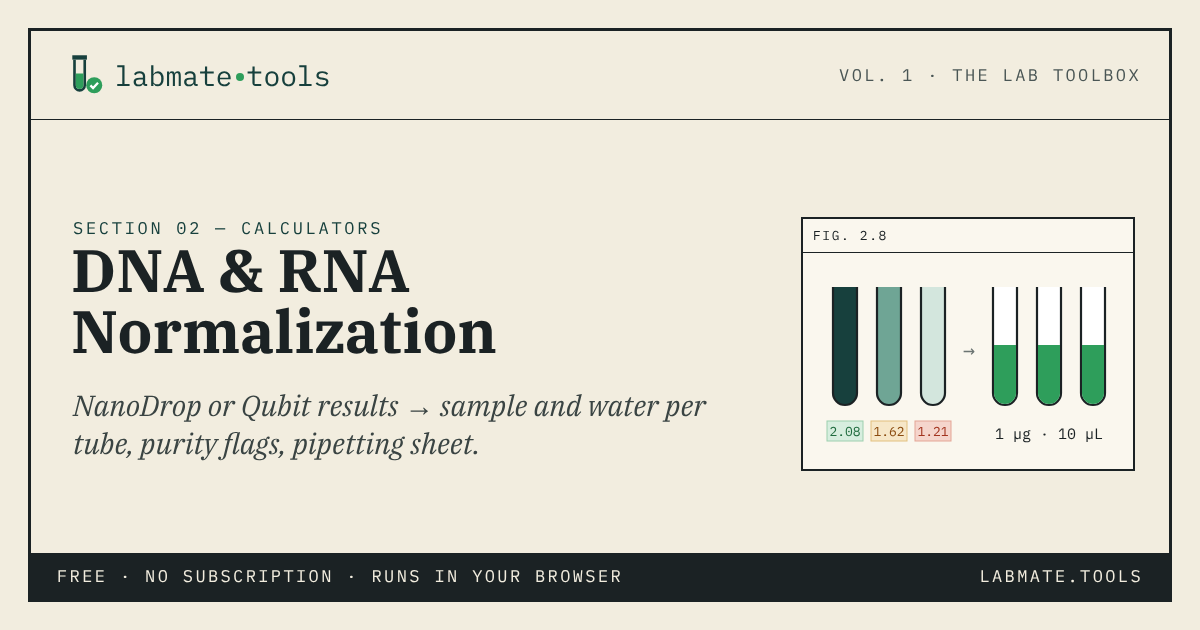 labmate•tools
VOL. 1 · THE LAB TOOLBOX
SECTION 02 — CALCULATORS
DNA & RNA
Normalization
NanoDrop or Qubit results → sample and water per
tube, purity flags, pipetting sheet.
FIG. 2.8
→
2.08 1.62 1.21
1 µg · 10 µL
FREE · NO SUBSCRIPTION · RUNS IN YOUR BROWSER
LABMATE.TOOLS